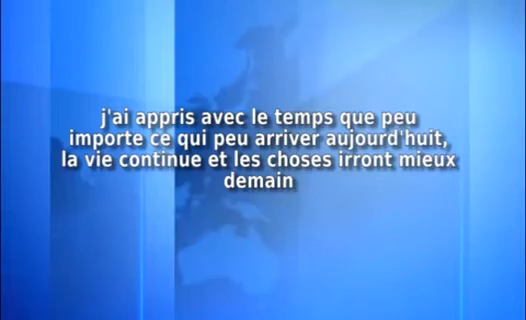 j'ai appris avec le temps que peu
importe ce qui peu arriver aujourd'huit,
la vie continue et les choses irront mieux
demain